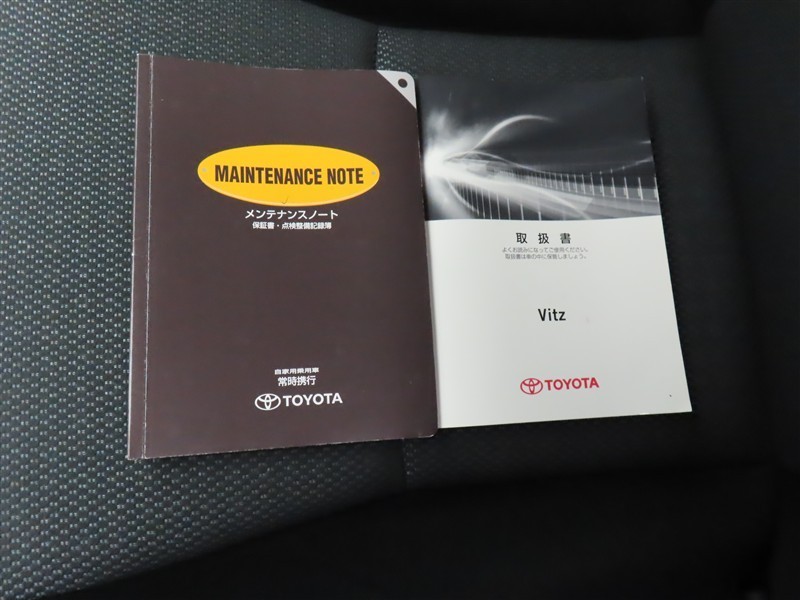 MAINTENANCE NOTE
メンテナンスノート
保証書・点検整備記録簿
自家用乗用車
常時携行
TOYOTA
取扱書
よくお読みになってご使用ください。
取扱書は車の中に保管しましょう。
Vitz
TOYOTA